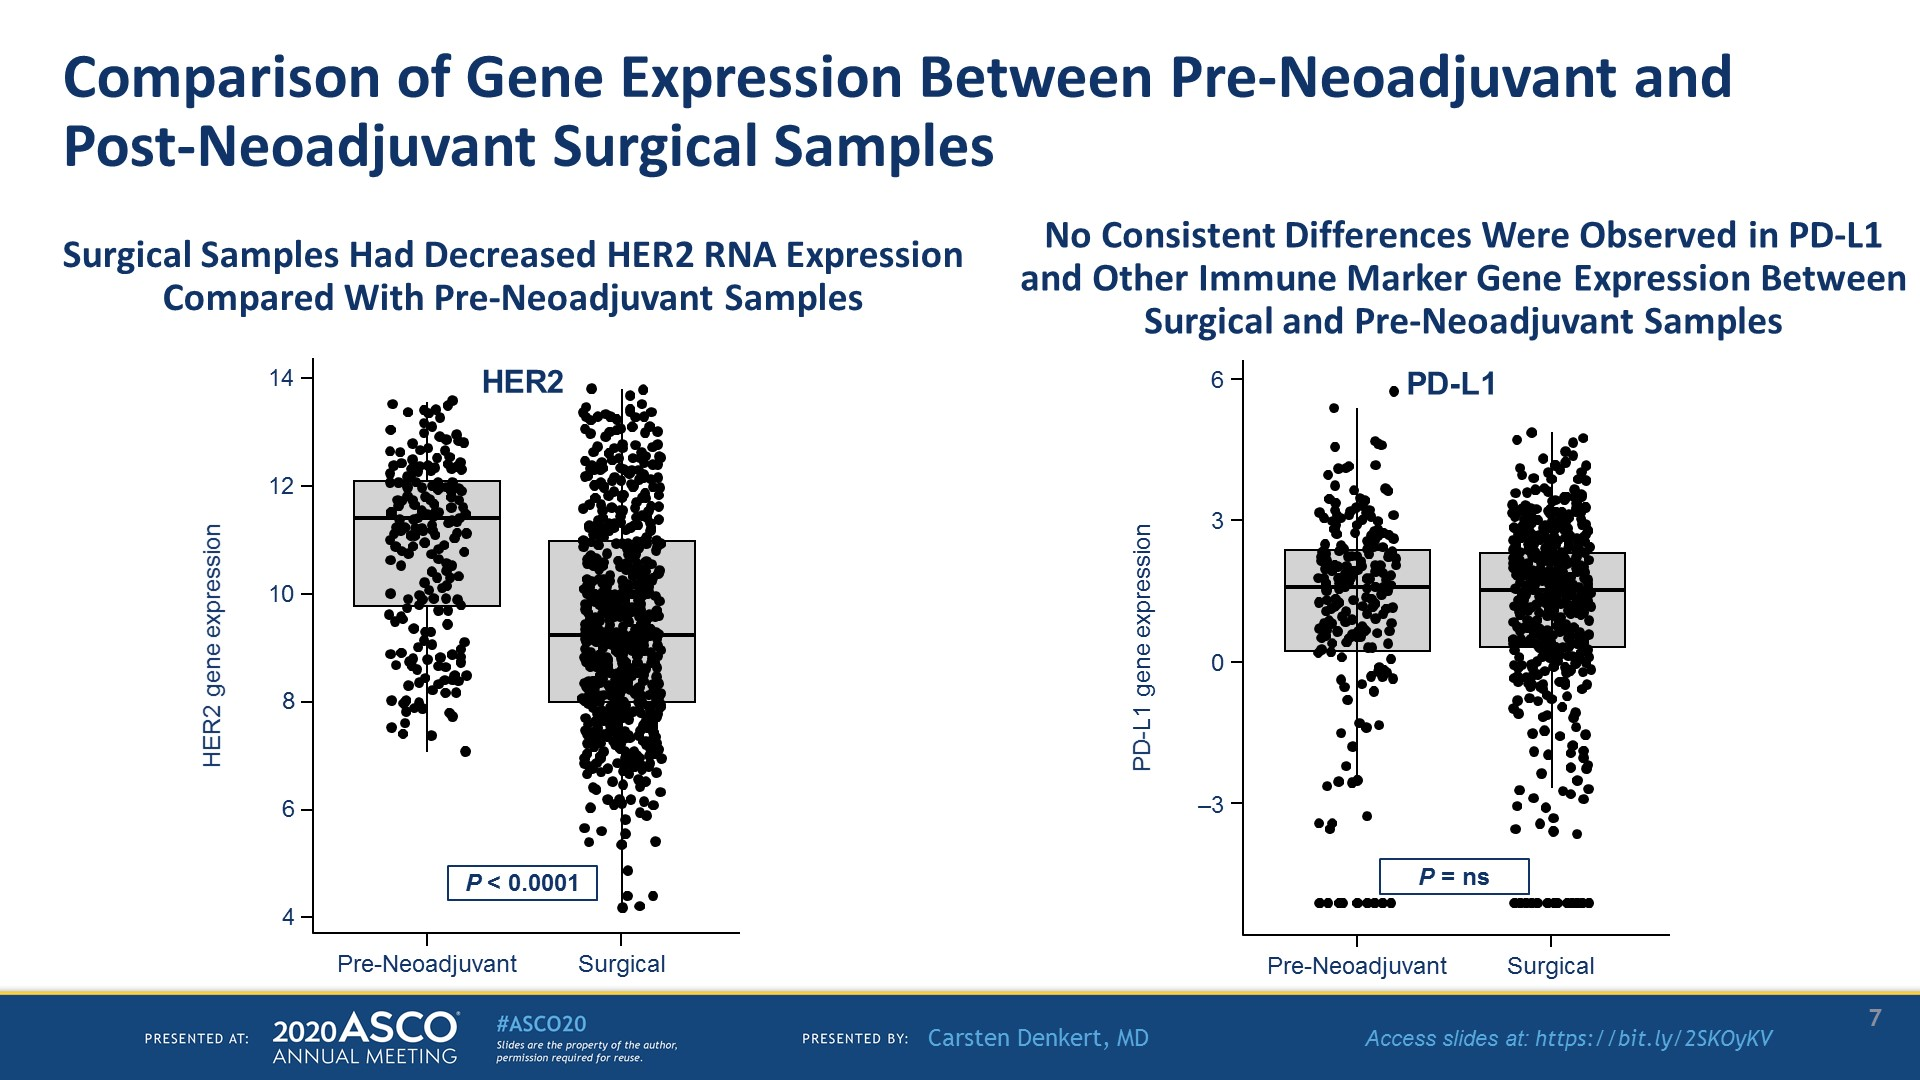 Comparison of Gene Expression Between Pre-Neoadjuvant and
Post-Neoadjuvant Surgical Samples
Surgical Samples Had Decreased HER2 RNA Expression
Compared With Pre-Neoadjuvant Samples
HER2
HER2 gene expression
14
12
10
8
6
4
P < 0.0001
Pre-Neoadjuvant
Surgical
No Consistent Differences Were Observed in PD-L1
and Other Immune Marker Gene Expression Between
Surgical and Pre-Neoadjuvant Samples
PD-L1
PD-L1 gene expression
6
3
0
–3
P = ns
Pre-Neoadjuvant
Surgical
PRESENTED AT:
2020 ASCO®
ANNUAL MEETING
#ASCO20
Slides are the property of the author,
permission required for reuse.
PRESENTED BY:
Carsten Denkert, MD
Access slides at: https://bit.ly/2SKOyKV
7